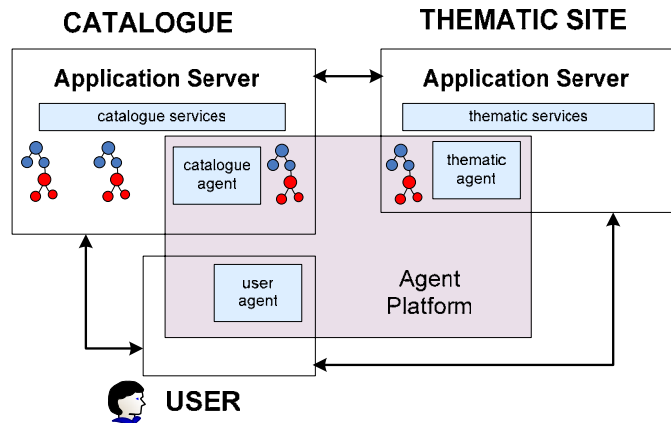 CATALOGUE
THEMATIC SITE
Application Server
Application Server
catalogue services
thematic services
catalogue
agent
thematic
agent
user
agent
Agent
Platform
USER